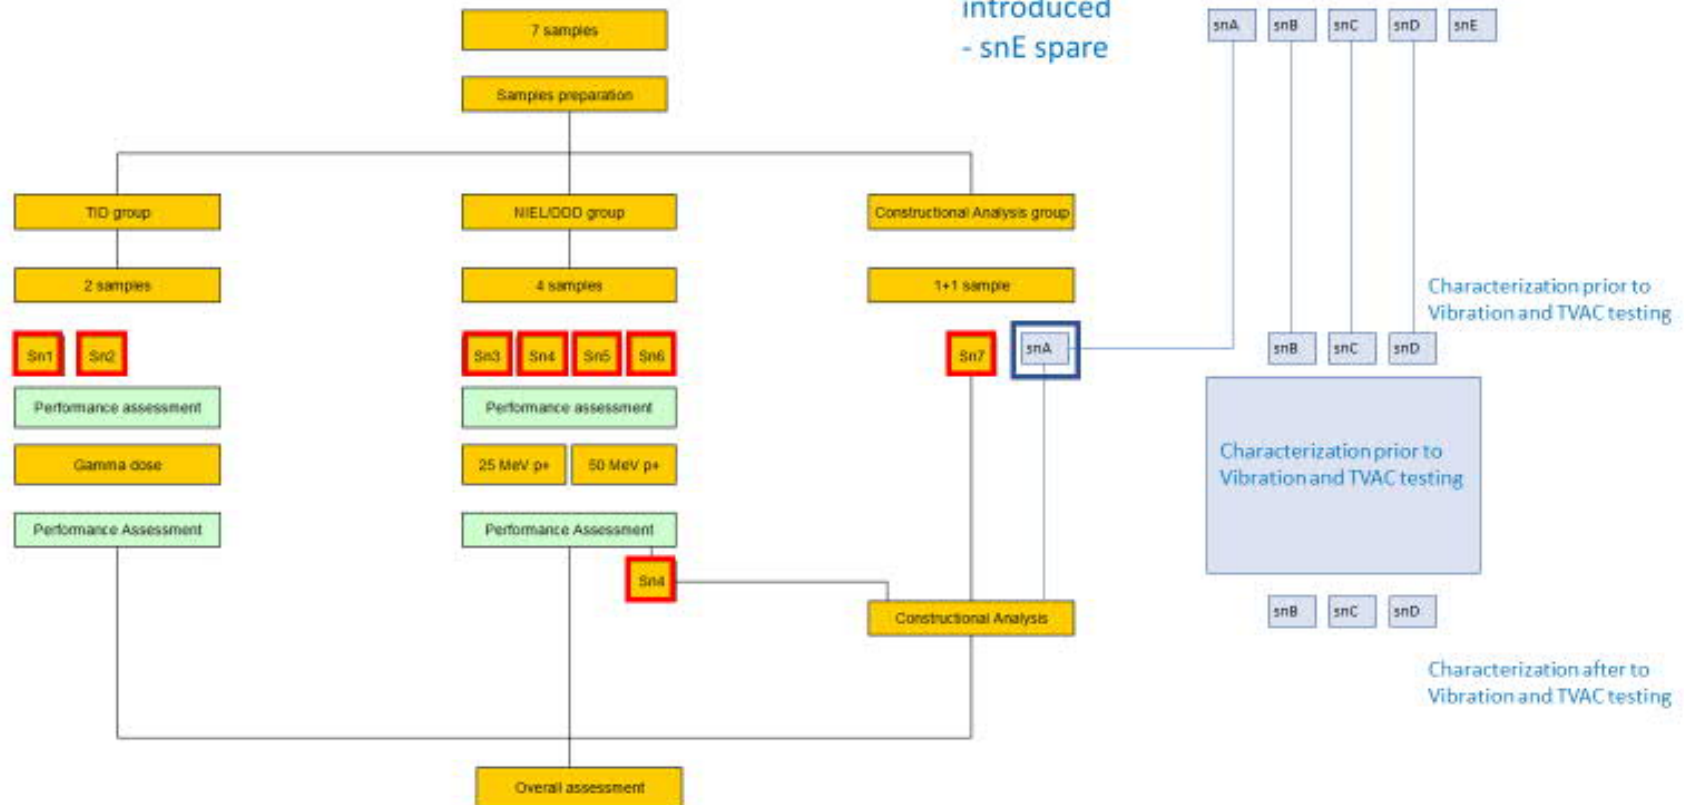 introduced
- snE spare
snA snB snC snD snE
7 samples
Samples preparation
TID group
NIEL/DDD group
Constructional Analysis group
2 samples
4 samples
1+1 sample
Characterization prior to
Vibration and TVAC testing
Sn1 Sn2
Sn3 Sn4 Sn5 Sn6
Sn7
snA
snB snC snD
Performance assessment
Performance assessment
Gamma dose
25 MeV p+
50 MeV p+
Characterization prior to
Vibration and TVAC testing
Performance Assessment
Performance Assessment
Sn4
Constructional Analysis
snB snC snD
Characterization after to
Vibration and TVAC testing
Overall assessment